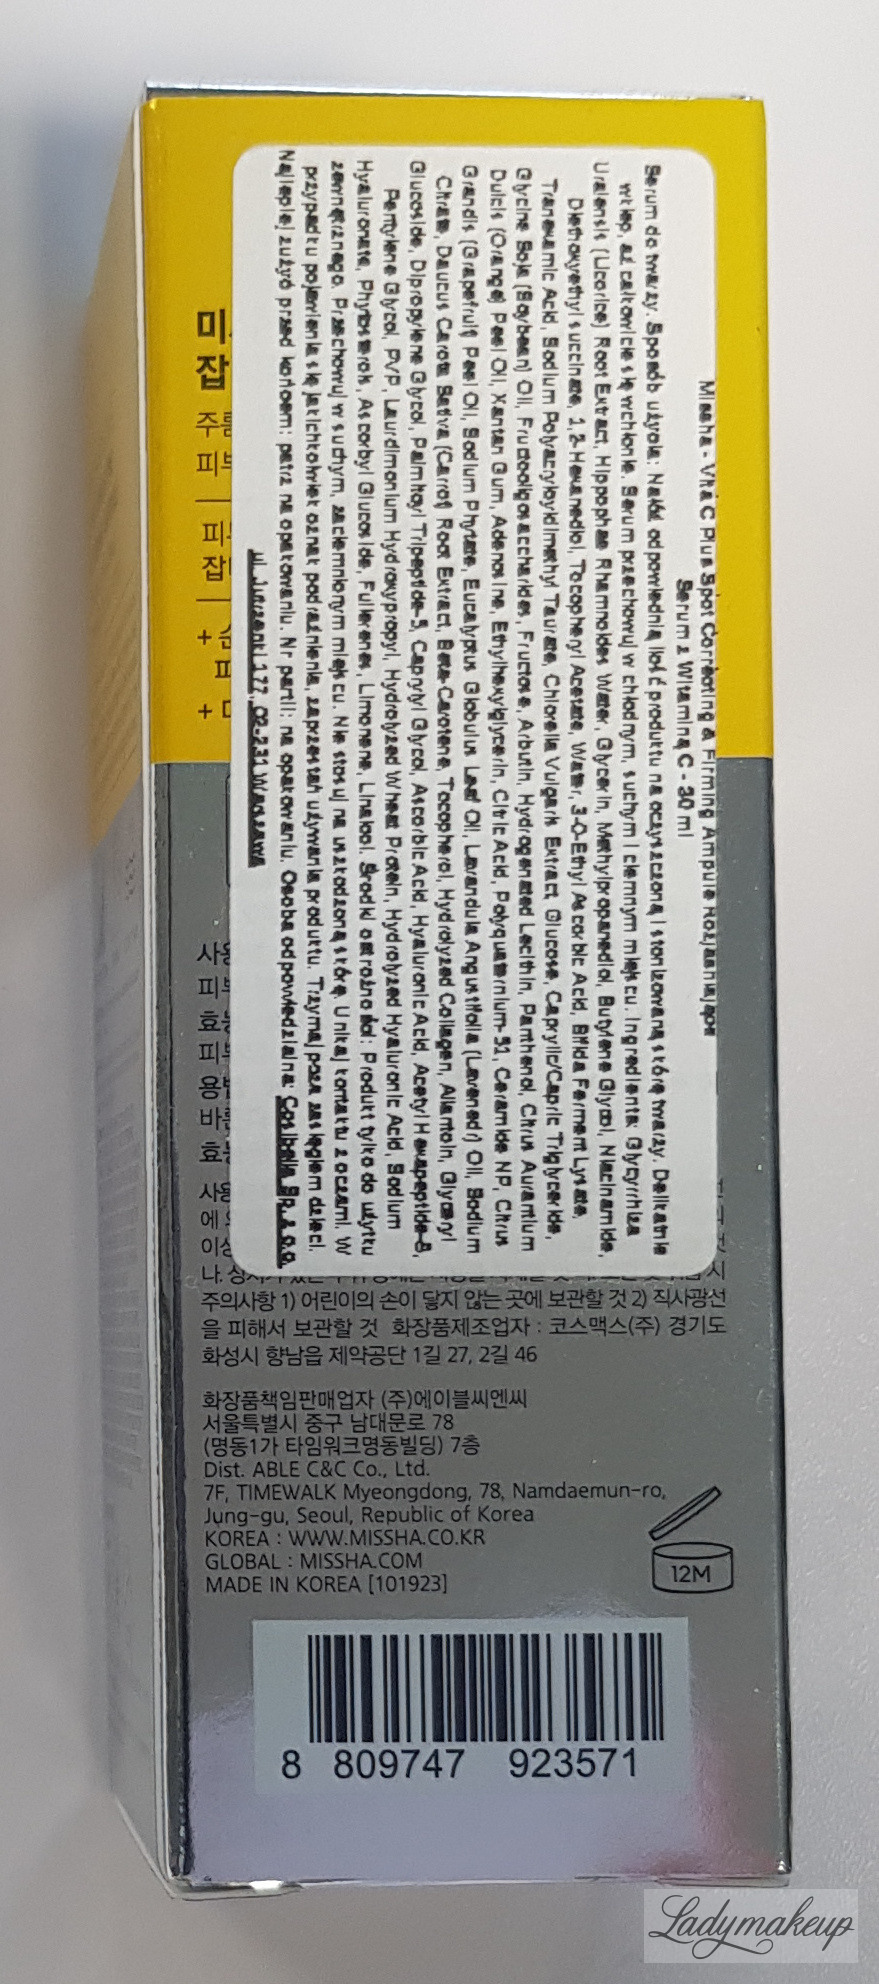 Missha - Vita C Plus Spot Correcting & Firming Ampule Rozjaśniające
Serum z Witaminą C - 30 ml
Serum do twarzy. Sposób użycia: Nałóż odpowiednią ilość produktu na oczyszczoną i stonizowaną skórę twarzy. Delikatnie
wklep, aż całkowicie się wchłonie. Serum przechowuj w chłodnym, suchym i ciemnym miejscu. Ingredients: Glycyrrhiza
Uralensis (Licorice) Root Extract, Hippophae Rhamnoides Water, Glycerin, Methylpropanediol, Butylene Glycol, Niacinamide,
Diethoxyethyl succinate, 1,2-Hexanediol, Tocopheryl Acetate, Water, 3-O-Ethyl Ascorbic Acid, Bifida Ferment Lysate,
Tranexamic Acid, Sodium Polyacryloyldimethyl Taurate, Chlorella Vulgaris Extract, Glucose, Caprylic/Capric Triglyceride,
Glycine Soja (Soybean) Oil, Fructooligosaccharides, Fructose, Arbutin, Hydrogenated Lecithin, Panthenol, Citrus Aurantium
Dulcis (Orange) Peel Oil, Xantan Gum, Adenosine, Ethylhexylglycerin, Citric Acid, Polyquaternium-51, Ceramide NP, Citrus
Grandis (Grapefruit) Peel Oil, Sodium Phytate, Eucalyptus Globulus Leaf Oil, Lavandula Angustifolia (Lavender) Oil, Sodium
Citrate, Daucus Carota Sativa (Carrot) Root Extract, Beta-Carotene, Tocopherol, Hydrolyzed Collagen, Allantoin, Glyceryl
Glucoside, Dipropylene Glycol, Palmitoyl Tripeptide-5, Caprylyl Glycol, Ascorbic Acid, Hyaluronic Acid, Acetyl Hexapeptide-8,
Pentylene Glycol, PVP, Laurdimonium Hydroxypropyl, Hydrolyzed Wheat Protein, Hydrolyzed Hyaluronic Acid, Sodium
Hyaluronate, Phytosterols, Ascorbyl Glucoside, Fullerenes, Limonene, Linalool. Środki ostrożności: Produkt tylko do użytku
zewnętrznego. Przechowuj w suchym, zaciemnionym miejscu. Nie stosuj na uszkodzoną skórę. Unikaj kontaktu z oczami. W
przypadku pojawienia się jakichkolwiek oznak podrażnienia, zaprzestań używania produktu. Trzymaj poza zasięgiem dzieci.
Najlepiej zużyć przed końcem: patrz na opakowaniu. Nr partii: na opakowaniu. Osoba odpowiedzialna: Cosibella Sp. z o.o.
ul. Jutrzenki 177, 02-231 Warszawa
주의사항 1) 어린이의 손이 닿지 않는 곳에 보관할 것 2) 직사광선
을 피해서 보관할 것 화장품제조업자 : 코스맥스(주) 경기도
화성시 향남읍 제약공단 1길 27, 2길 46
화장품책임판매업자 (주)에이블씨엔씨
서울특별시 중구 남대문로 78
(명동1가 타임워크명동빌딩) 7층
Dist. ABLE C&C Co., Ltd.
7F, TIMEWALK Myeongdong, 78, Namdaemun-ro,
Jung-gu, Seoul, Republic of Korea
KOREA : WWW.MISSHA.CO.KR
GLOBAL : MISSHA.COM
MADE IN KOREA [101923]
12M
8 809747 923571
Ladymakeup